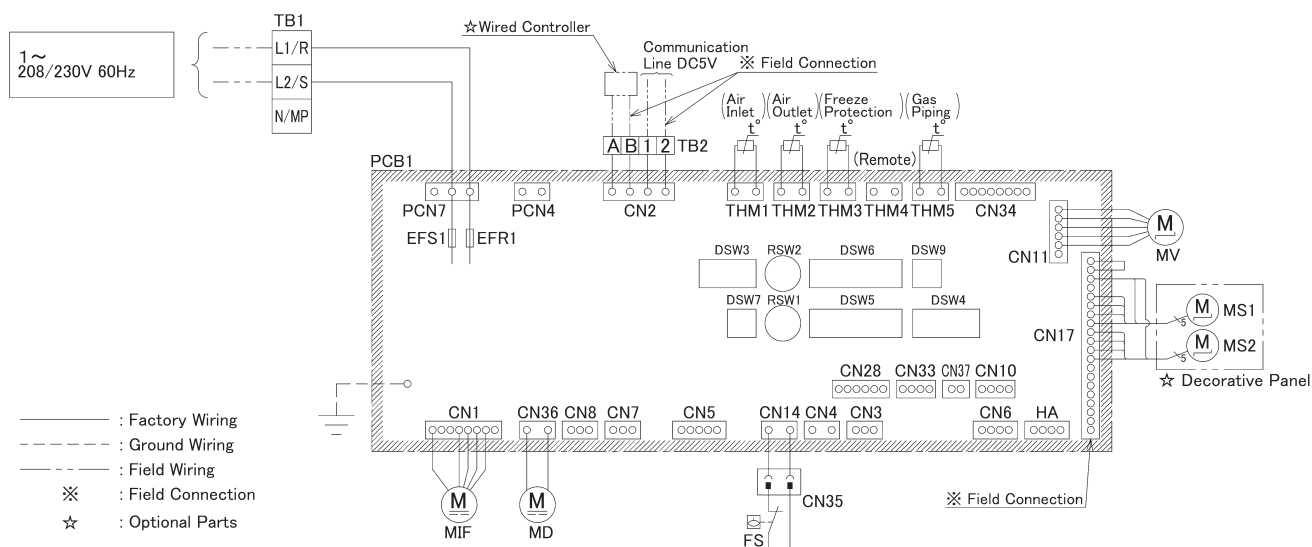 1～
208/230V 60Hz
TB1
L1/R
L2/S
N/MP
☆Wired Controller
Communication
Line DC5V
※ Field Connection
A B 1 2 TB2
(Air Inlet)
(Air Outlet)
(Freeze Protection)
(Gas Piping)
t°
t°
t°
t°
(Remote)
PCB1
PCN7
PCN4
CN2
THM1
THM2
THM3
THM4
THM5
CN34
EFS1
EFR1
CN11
M
MV
DSW3
RSW2
DSW6
DSW9
DSW7
RSW1
DSW5
DSW4
CN17
M
MS1
5
M
MS2
5
☆ Decorative Panel
CN28
CN33
CN37
CN10
CN1
CN36
CN8
CN7
CN5
CN14
CN4
CN3
CN6
HA
M
MIF
M
MD
CN35
FS
※ Field Connection
: Factory Wiring
: Ground Wiring
: Field Wiring
※ : Field Connection
☆ : Optional Parts